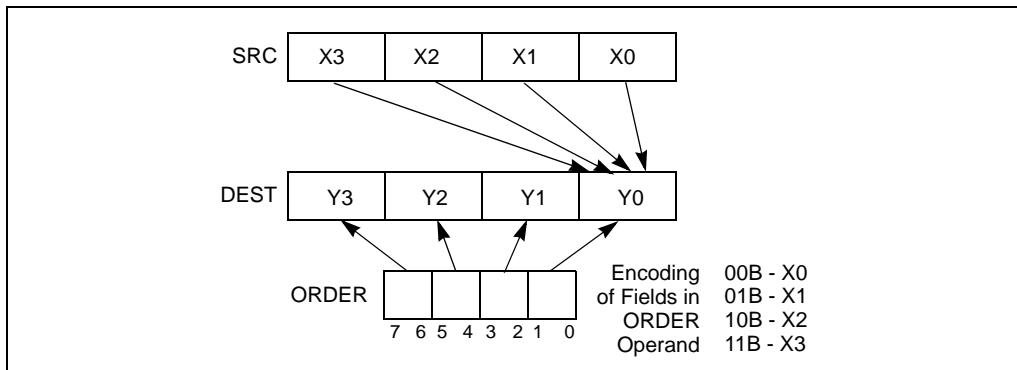 SRC X3 X2 X1 X0
DEST Y3 Y2 Y1 Y0
ORDER
7 6 5 4 3 2 1 0
Encoding 00B - X0
of Fields in 01B - X1
ORDER 10B - X2
Operand 11B - X3